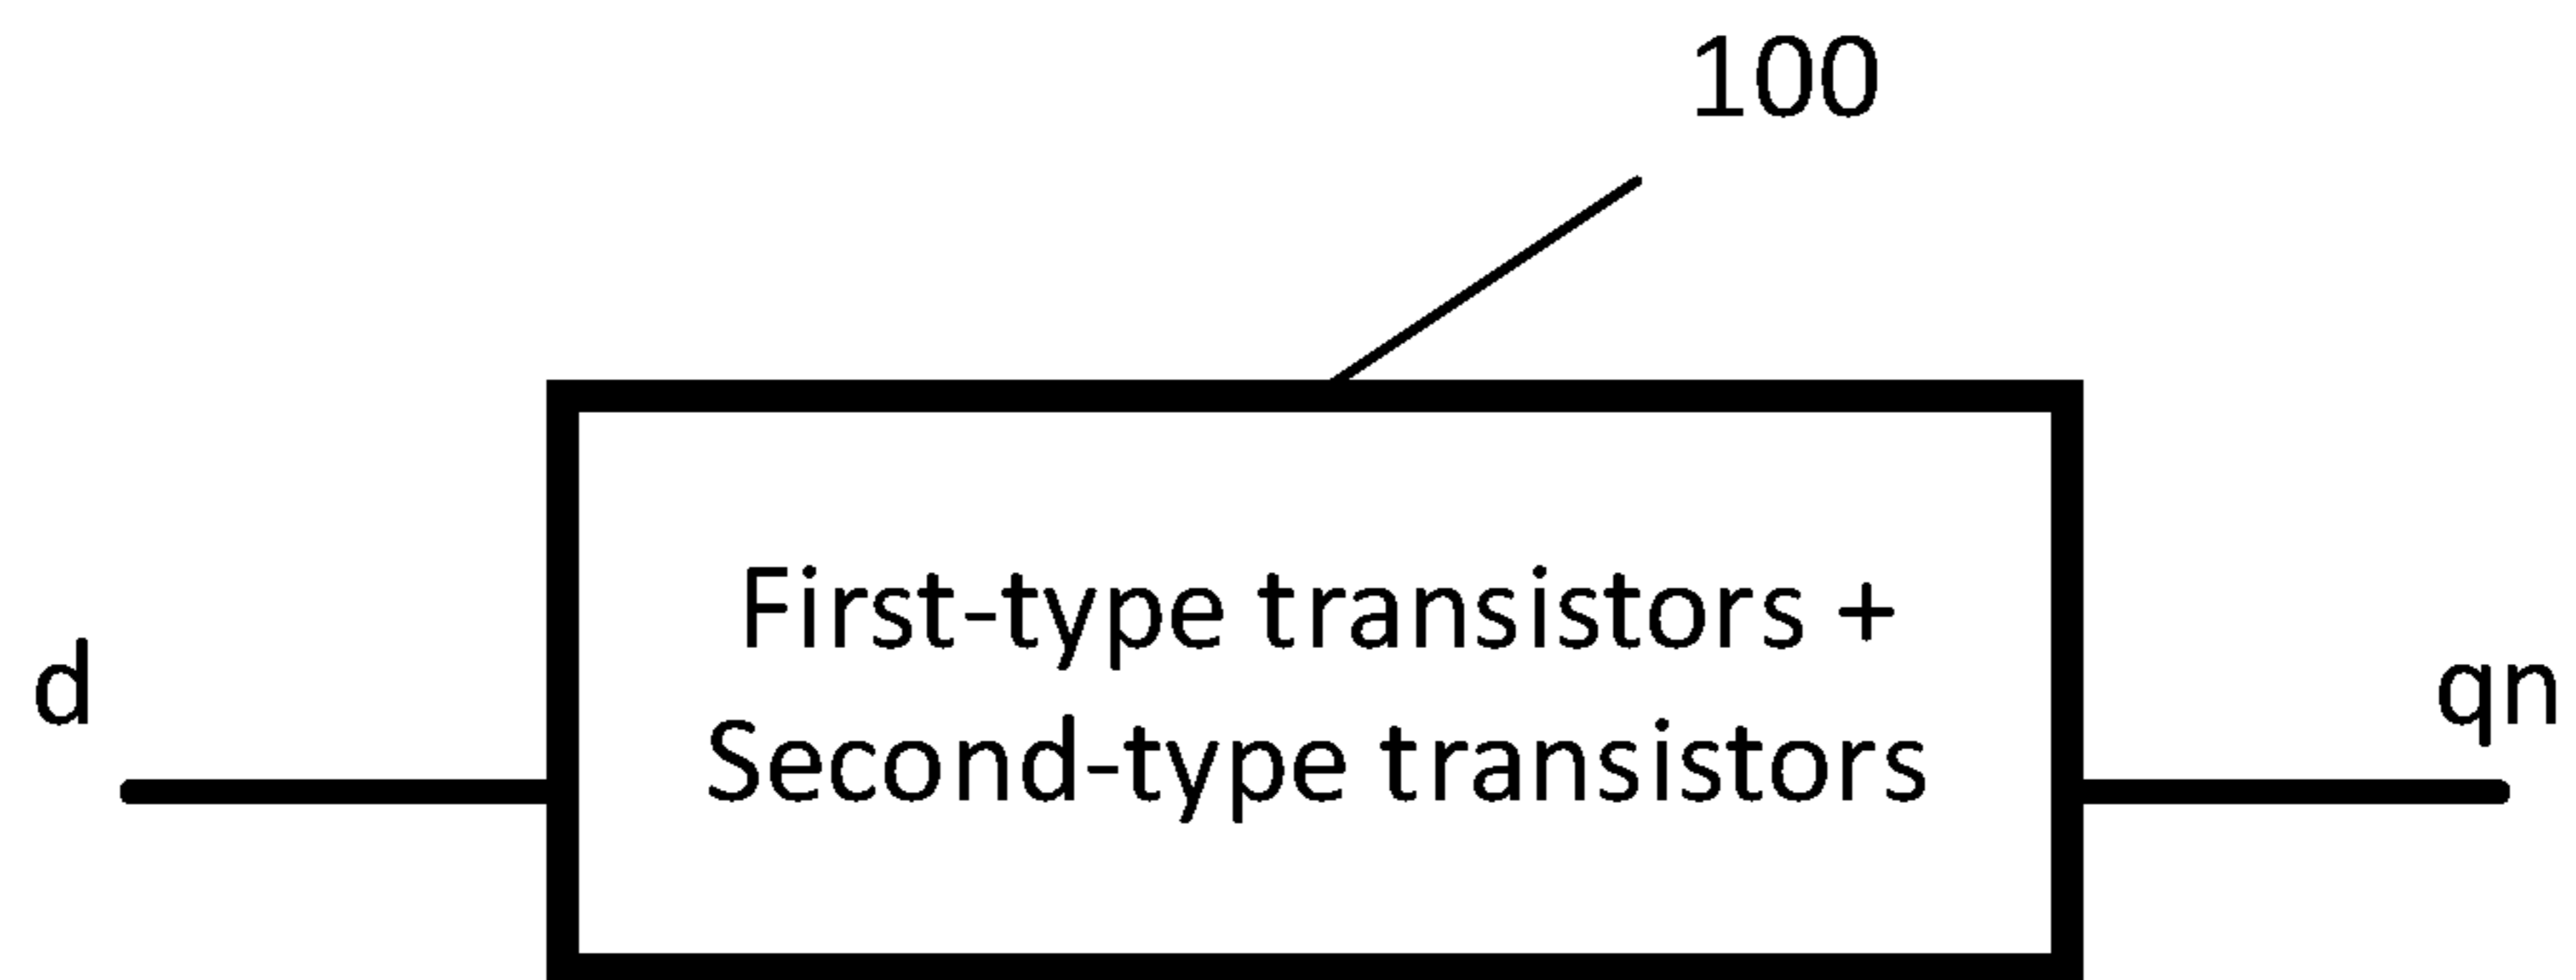 100
First-type transistors +
d
qn
Second-type transistors